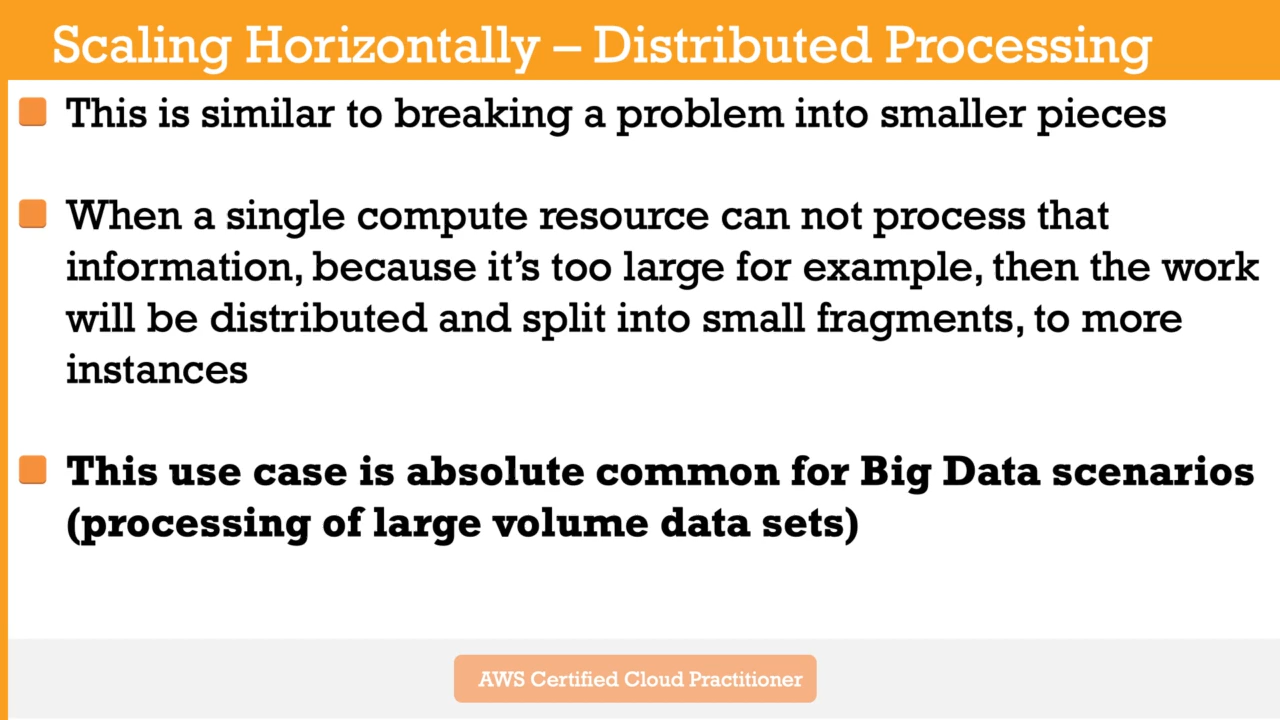 Scaling Horizontally – Distributed Processing
This is similar to breaking a problem into smaller pieces
When a single compute resource can not process that
information, because it's too large for example, then the work
will be distributed and split into small fragments, to more
instances
This use case is absolute common for Big Data scenarios
(processing of large volume data sets)
AWS Certified Cloud Practitioner